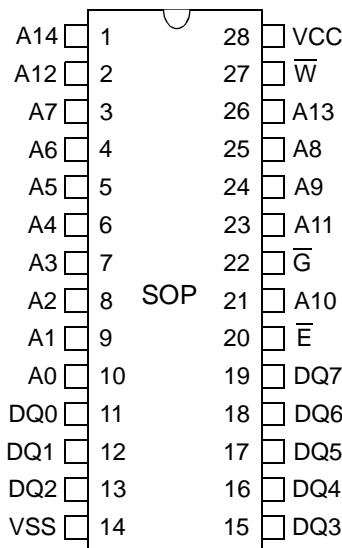 A14 1 28 VCC
A12 2 27 W̅
A7 3 26 A13
A6 4 25 A8
A5 5 24 A9
A4 6 23 A11
A3 7 22 G̅
A2 8 SOP 21 A10
A1 9 20 E̅
A0 10 19 DQ7
DQ0 11 18 DQ6
DQ1 12 17 DQ5
DQ2 13 16 DQ4
VSS 14 15 DQ3